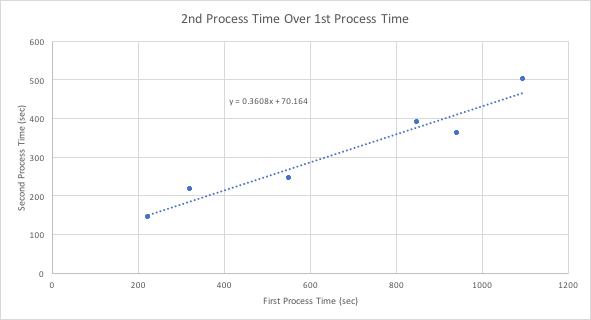 2nd Process Time Over 1st Process Time
600
500
y = 0.3608x + 70.164
400
300
200
100
0
Second Process Time (sec)
0 200 400 600 800 1000 1200
First Process Time (sec)